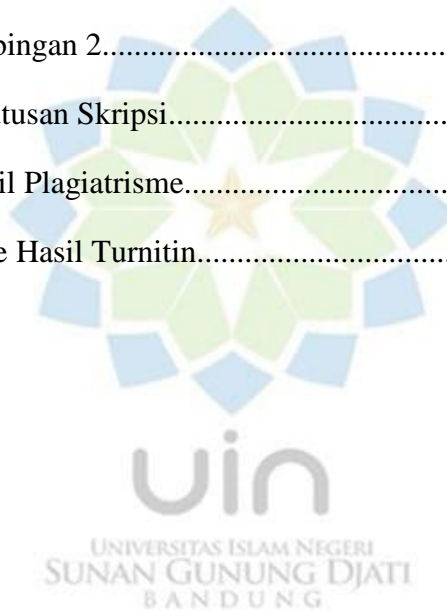 bingan 2..........................................
tusan Skripsi..................................
il Plagiatrisme................................
e Hasil Turnitin..............................
uin
UNIVERSITAS ISLAM NEGERI
SUNAN GUNUNG DJATI
BANDUNG